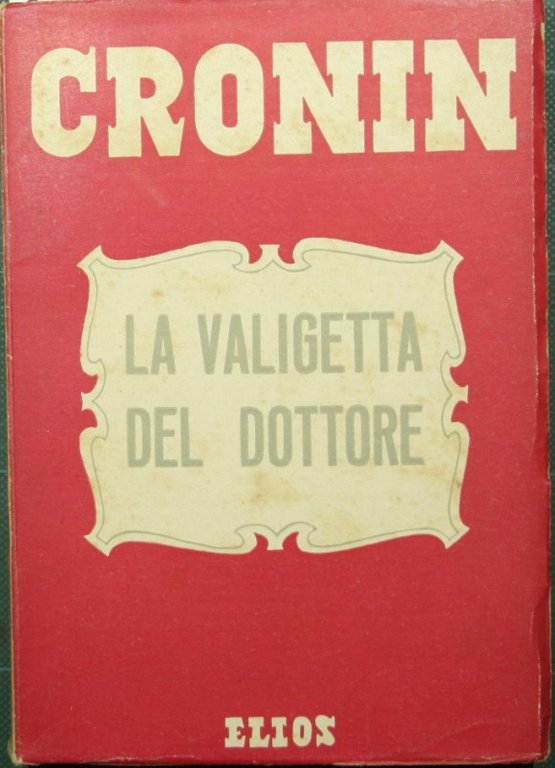 CRONIN
LA VALIGETTA
DEL DOTTORE
ELIOS